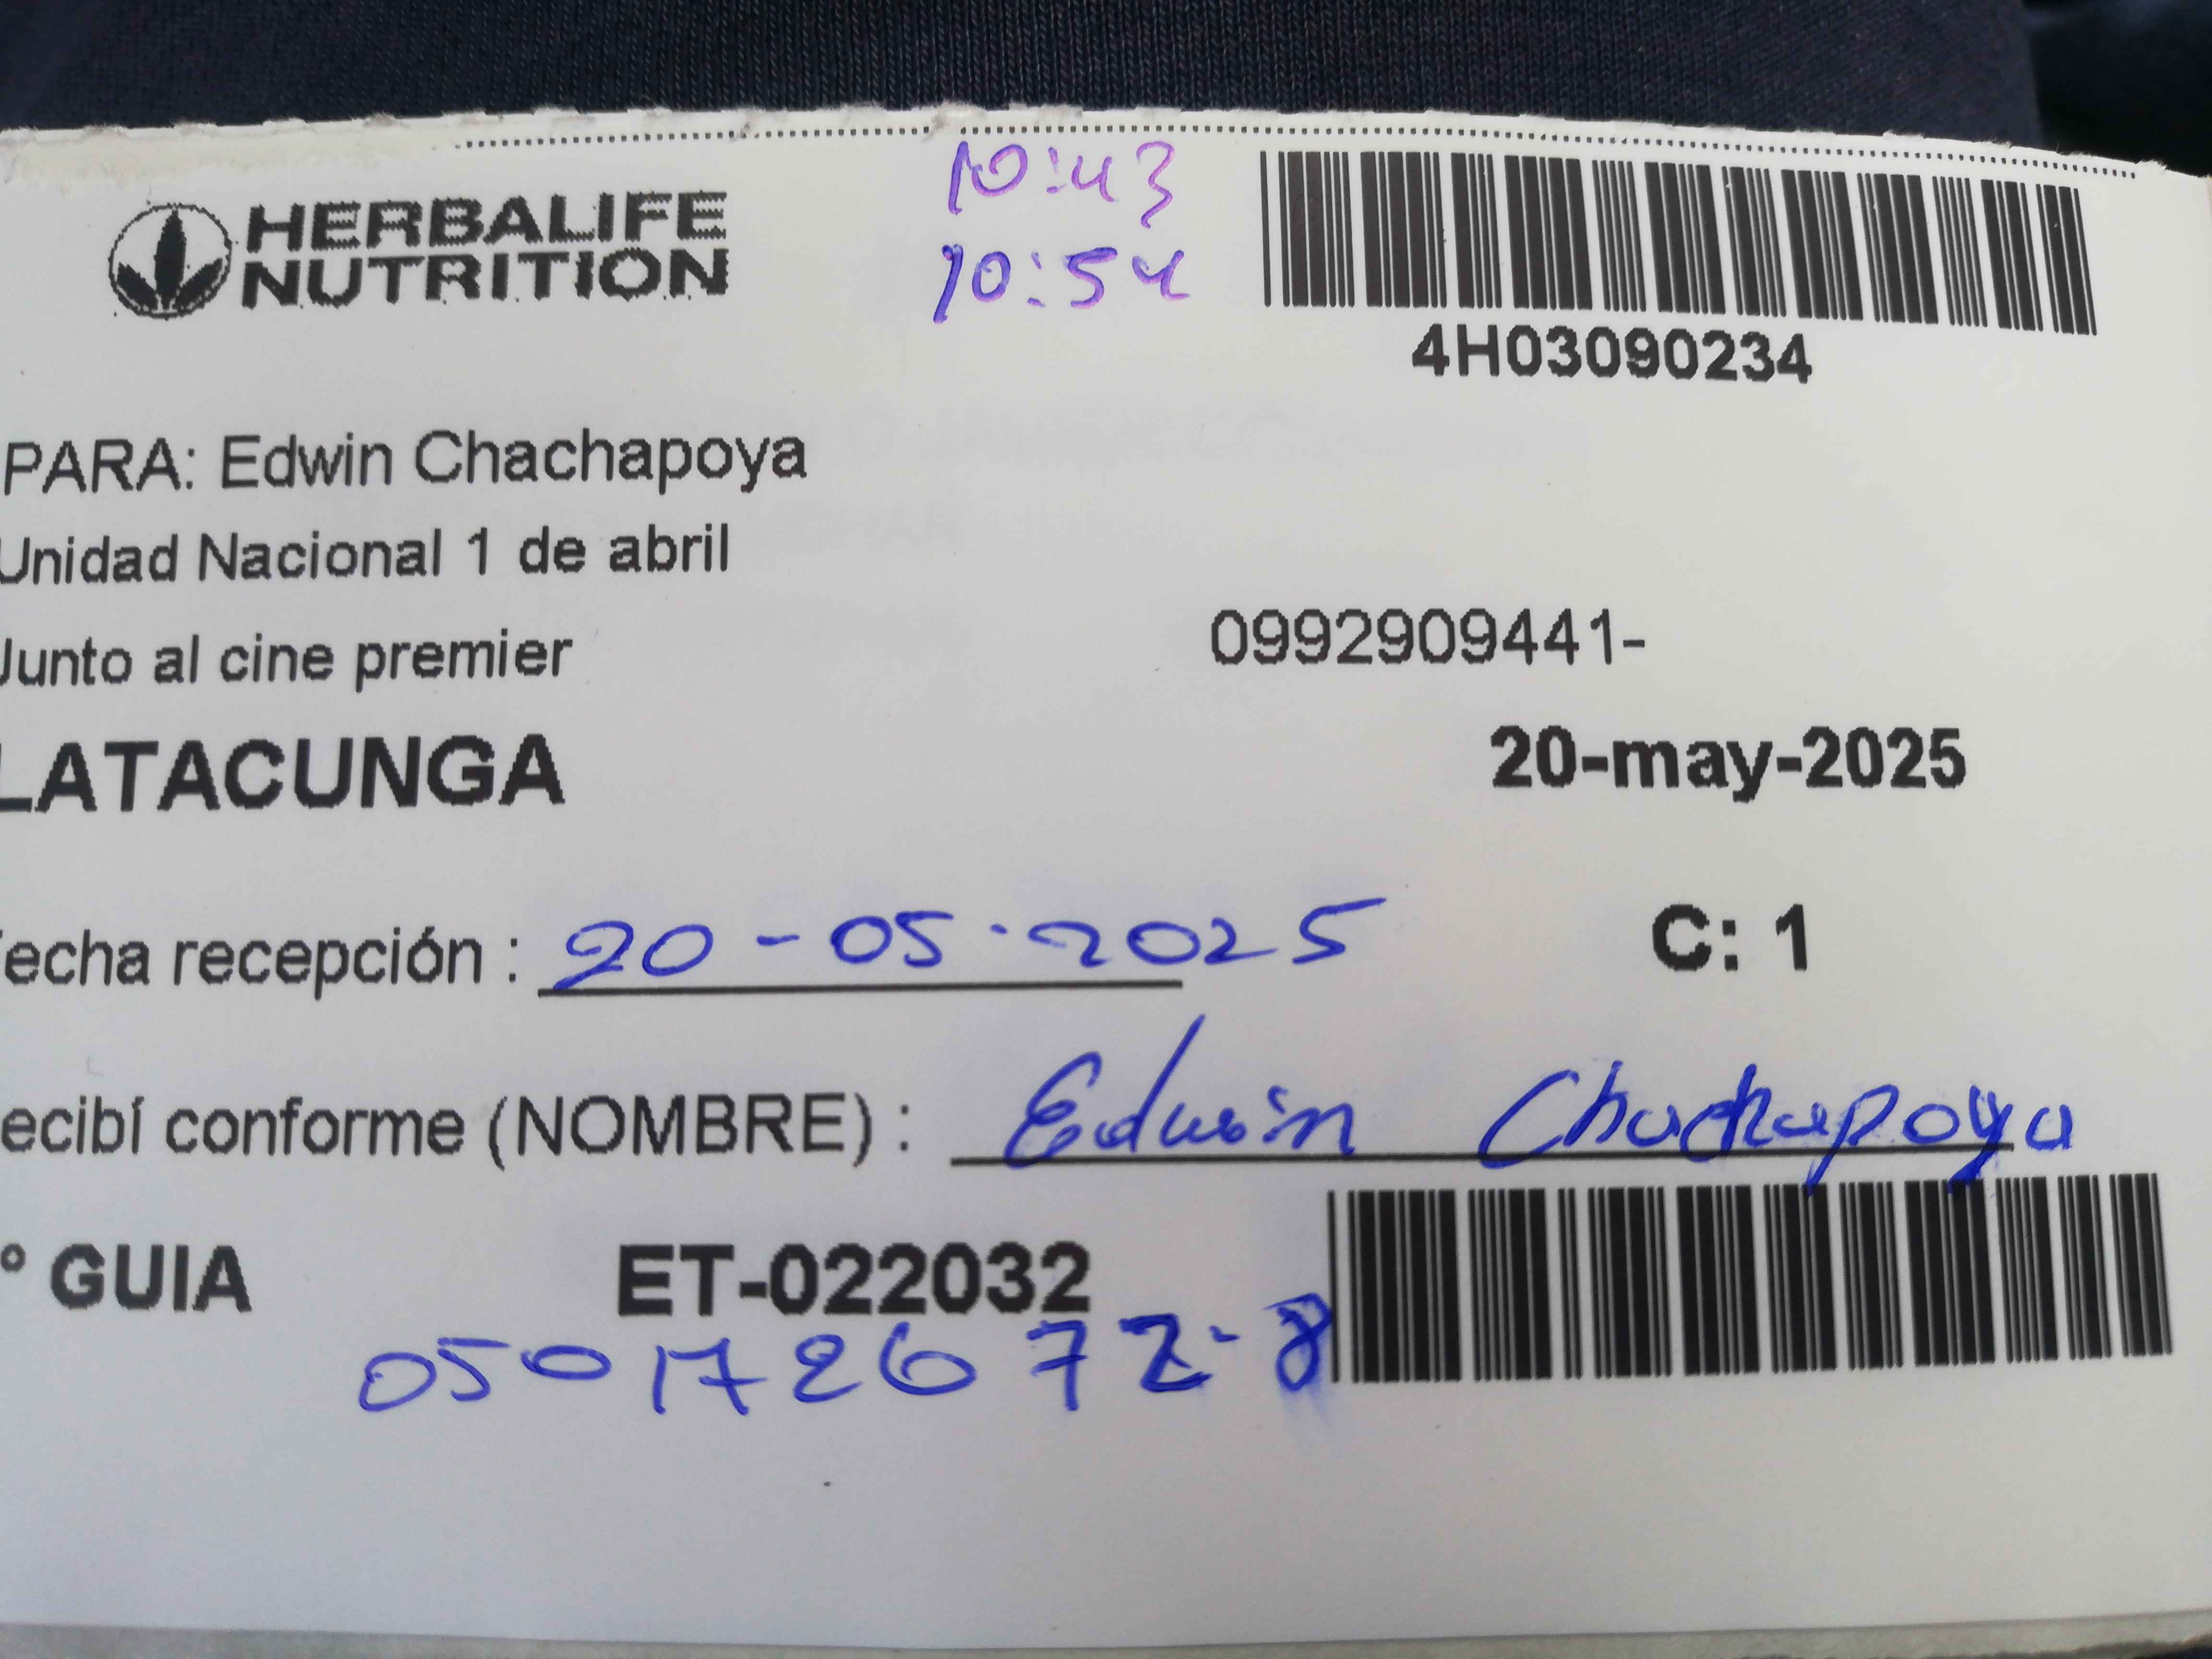 HERBALIFE
NUTRITION
10:43
10:54
4H03090234
PARA: Edwin Chachapoya
Unidad Nacional 1 de abril
Junto al cine premier
0992909441-
LATACUNGA
20-may-2025
echa recepción : 20-05-2025
C: 1
ecibí conforme (NOMBRE) : Edwin Chachapoya
° GUIA ET-022032
050172672-8